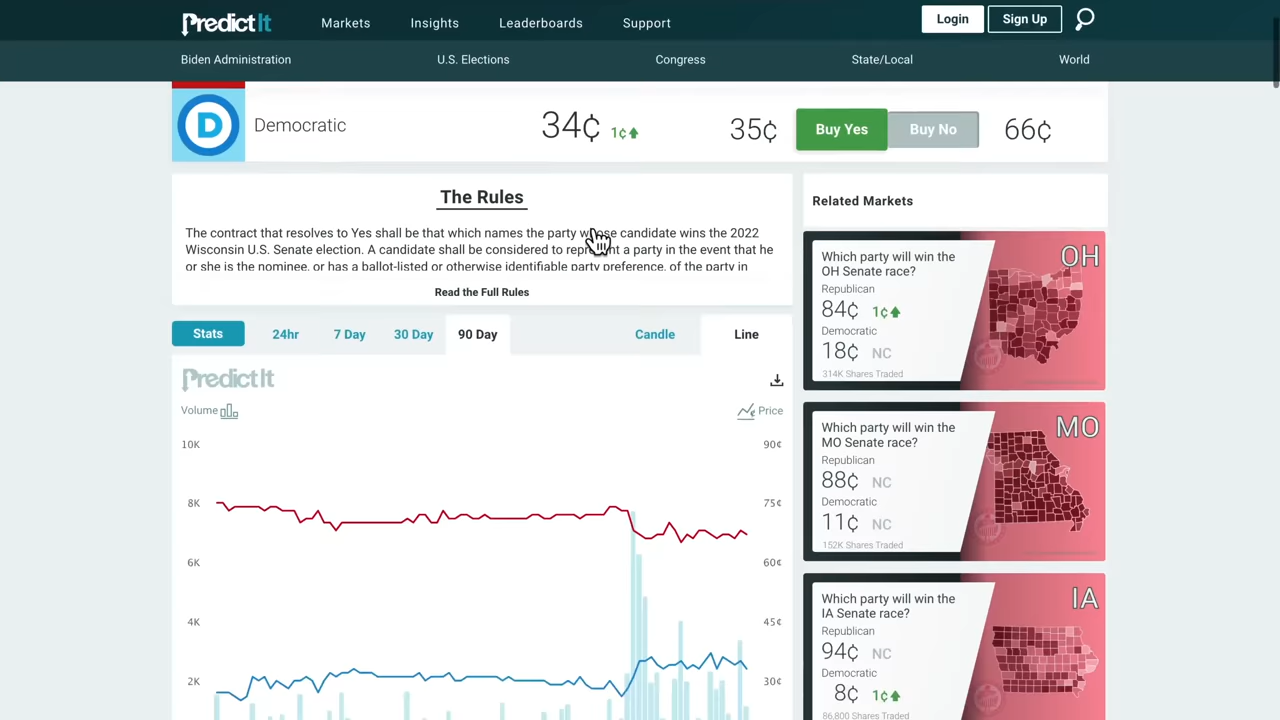 PredictIt
Markets Insights Leaderboards Support
Login Sign Up
Biden Administration U.S. Elections Congress State/Local World
D
Democratic 34¢ 1¢ 35¢ Buy Yes Buy No 66¢
The Rules
The contract that resolves to Yes shall be that which names the party candidate wins the 2022
Wisconsin U.S. Senate election. A candidate shall be considered to represent a party in the event that he
or she is the nominee, or has a ballot-listed or otherwise identifiable party preference, of the party in
Read the Full Rules
Stats 24hr 7 Day 30 Day 90 Day Candle Line
PredictIt
Volume Price
10K 90¢
8K 75¢
6K 60¢
4K 45¢
2K 30¢
Related Markets
Which party will win the
OH Senate race?
OH
Republican
84¢ 1¢
Democratic
18¢ NC
314K Shares Traded
Which party will win the
MO Senate race?
MO
Republican
88¢ NC
Democratic
11¢ NC
152K Shares Traded
Which party will win the
IA Senate race?
IA
Republican
94¢ NC
Democratic
8¢ 1¢
86,800 Shares Traded